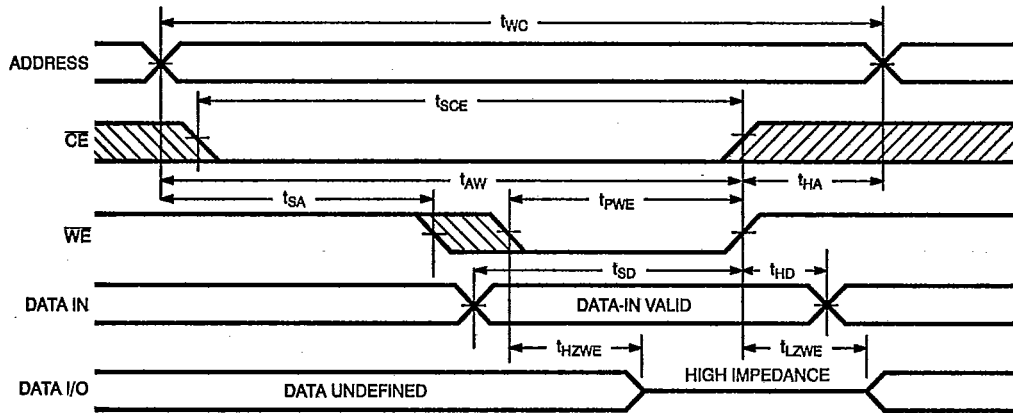 tWC
ADDRESS
tSCE
CE
tAW
tHA
tSA
tPWE
WE
tSD
tHD
DATA IN
DATA-IN VALID
tHZWE
tLZWE
HIGH IMPEDANCE
DATA I/O
DATA UNDEFINED